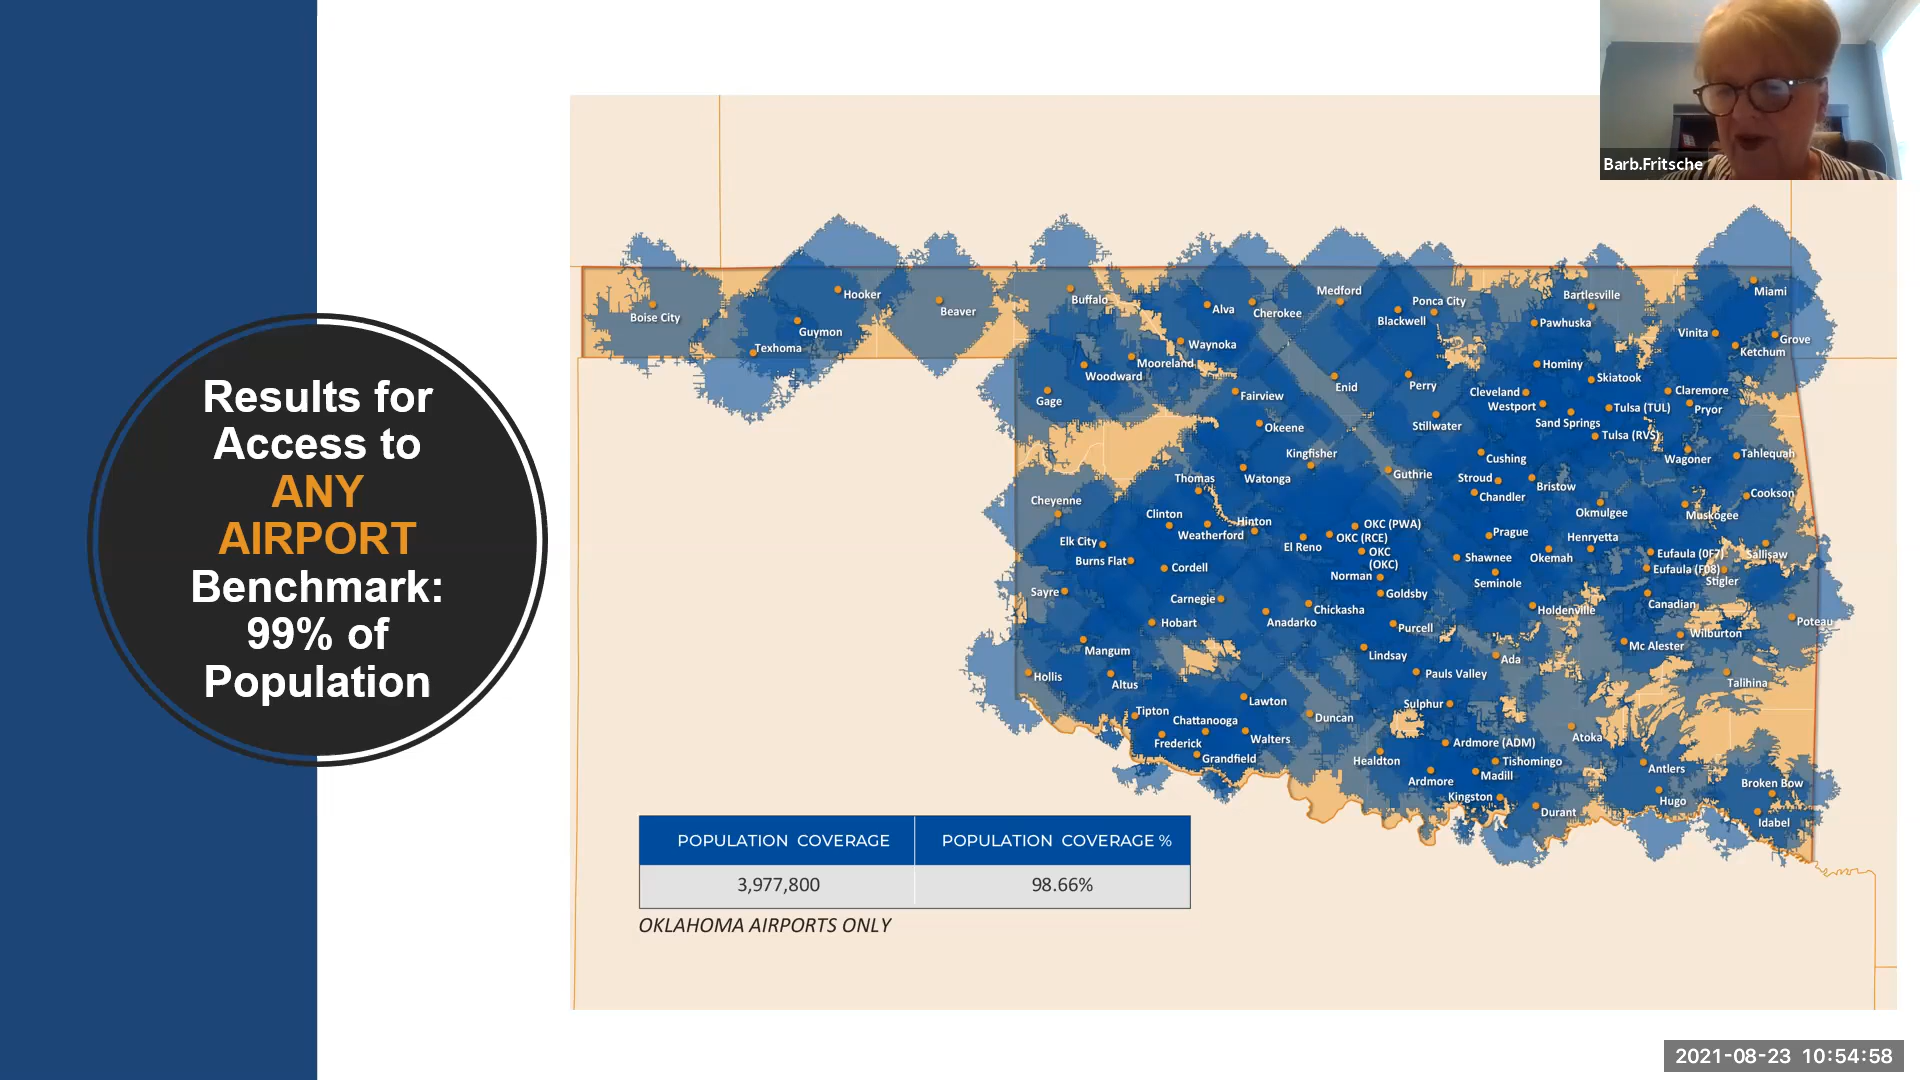 Results for
Access to
ANY
AIRPORT
Benchmark:
99% of
Population
Barb.Fritsche
Boise City
Hooker
Guymon
Texhoma
Beaver
Buffalo
Alva
Cherokee
Medford
Ponca City
Blackwell
Bartlesville
Pawhuska
Miami
Vinita
Grove
Ketchum
Waynoka
Mooreland
Woodward
Gage
Fairview
Enid
Perry
Hominy
Skiatook
Cleveland
Westport
Claremore
Tulsa (TUL)
Pryor
Sand Springs
Tulsa (RVS)
Okeene
Stillwater
Kingfisher
Guthrie
Cushing
Wagoner
Tahlequah
Thomas
Watonga
Stroud
Bristow
Chandler
Cookson
Cheyenne
Clinton
Weatherford
Hinton
Okmulgee
Muskogee
OKC (PWA)
OKC (RCE)
OKC
(OKC)
El Reno
Prague
Henryetta
Elk City
Burns Flat
Cordell
Shawnee
Okemah
Eufaula (0F7)
Sallisaw
Eufaula (F08)
Stigler
Norman
Seminole
Sayre
Carnegie
Goldsby
Chickasha
Holdenville
Canadian
Hobart
Anadarko
Purcell
Poteau
Wilburton
Mc Alester
Mangum
Lindsay
Ada
Hollis
Altus
Pauls Valley
Talihina
Lawton
Sulphur
Tipton
Chattanooga
Duncan
Frederick
Walters
Ardmore (ADM)
Atoka
Grandfield
Healdton
Tishomingo
Madill
Antlers
Ardmore
Kingston
Broken Bow
Hugo
Durant
Idabel
POPULATION COVERAGE POPULATION COVERAGE %
3,977,800 98.66%
OKLAHOMA AIRPORTS ONLY
2021-08-23 10:54:58